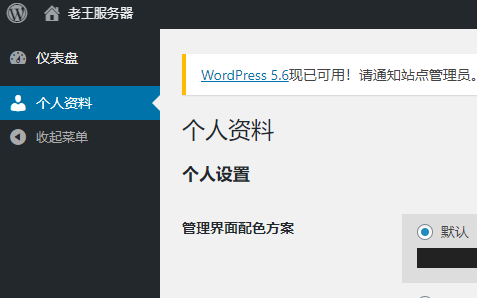 老王服务器
仪表盘
个人资料
收起菜单
WordPress 5.6现已可用！请通知站点管理员。
个人资料
个人设置
管理界面配色方案
默认